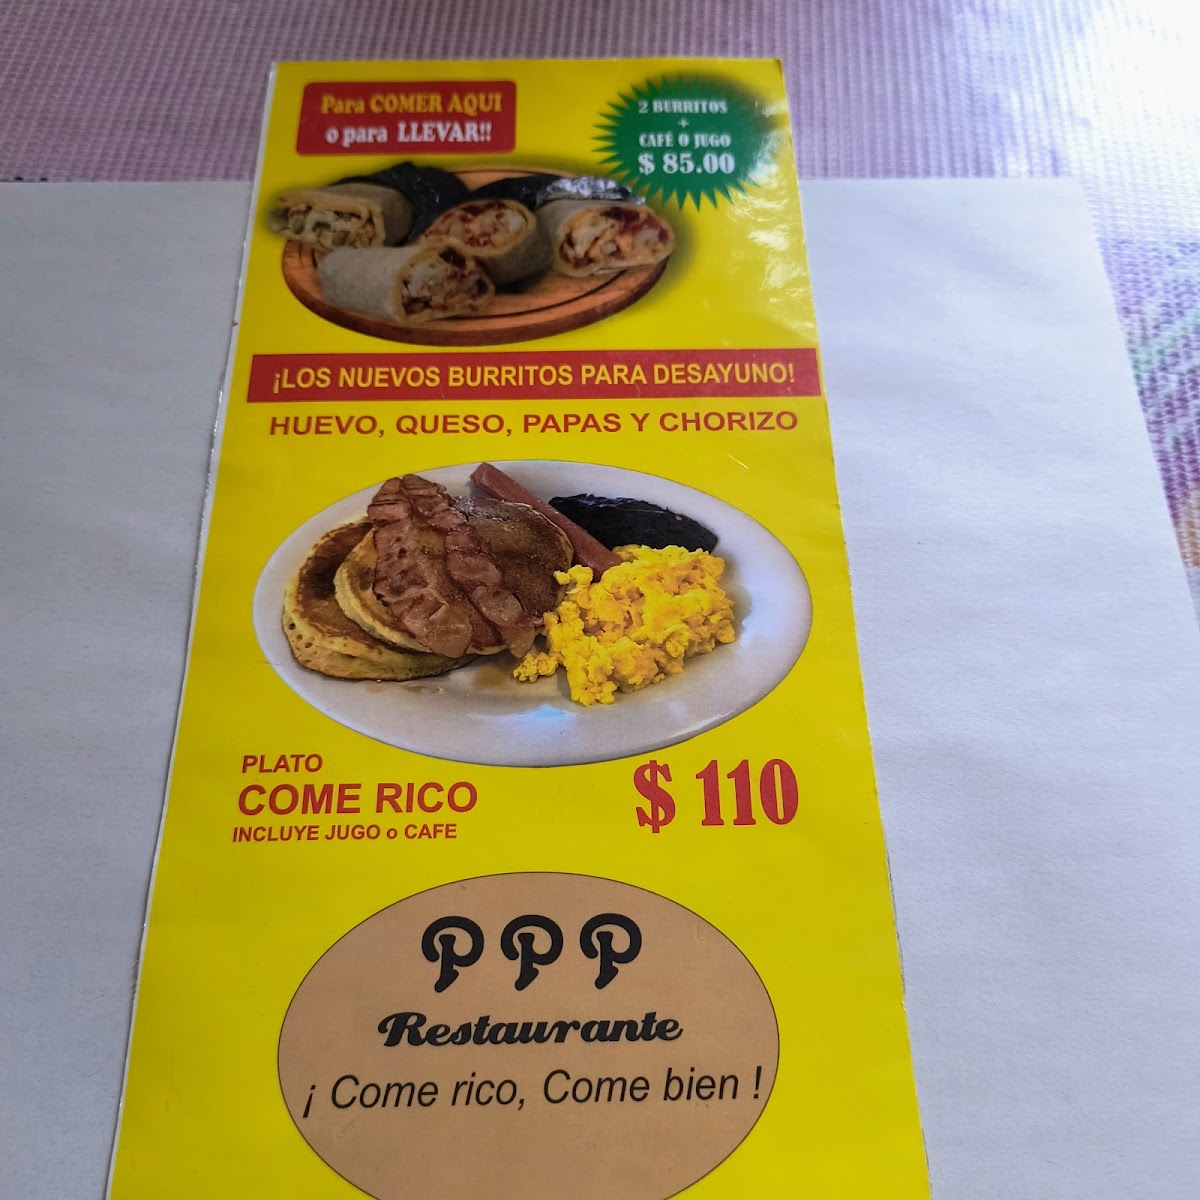 Para COMER AQUI
o para LLEVAR!!
2 BURRITOS
+
CAFÉ O JUGO
$ 85.00
¡LOS NUEVOS BURRITOS PARA DESAYUNO!
HUEVO, QUESO, PAPAS Y CHORIZO
PLATO
COME RICO
INCLUYE JUGO o CAFE
$ 110
PPP
Restaurante
¡ Come rico, Come bien !